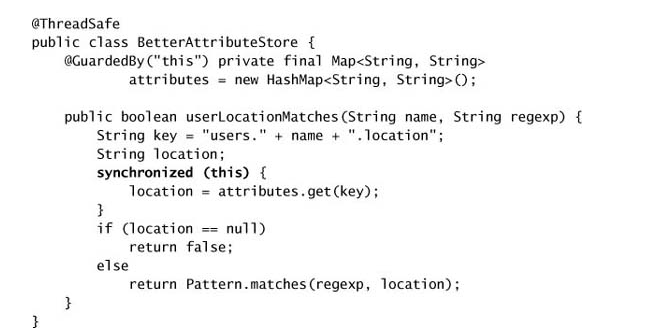 @ThreadSafe
public class BetterAttributeStore {
    @GuardedBy("this") private final Map<String, String>
            attributes = new HashMap<String, String>();

    public boolean userLocationMatches(String name, String regexp) {
        String key = "users." + name + ".location";
        String location;
        synchronized (this) {
            location = attributes.get(key);
        }
        if (location == null)
            return false;
        else
            return Pattern.matches(regexp, location);
    }
}